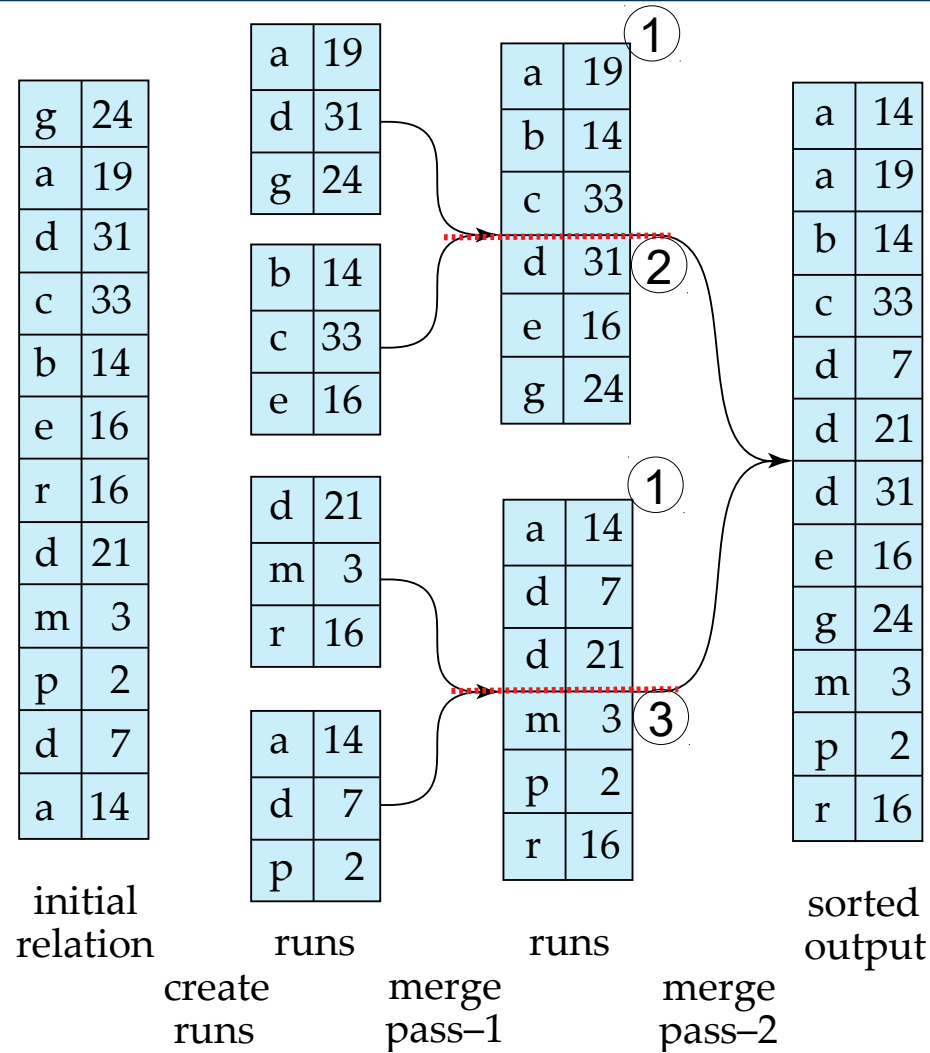 g 24
a 19
d 31
c 33
b 14
e 16
r 16
d 21
m 3
p 2
d 7
a 14
initial
relation
create
runs
a 19
d 31
g 24
b 14
c 33
e 16
d 21
m 3
r 16
a 14
d 7
p 2
runs
merge
pass–1
1
a 19
b 14
c 33
d 31
2
e 16
g 24
1
a 14
d 7
d 21
m 3
3
p 2
r 16
runs
merge
pass–2
a 14
a 19
b 14
c 33
d 7
d 21
d 31
e 16
g 24
m 3
p 2
r 16
sorted
output